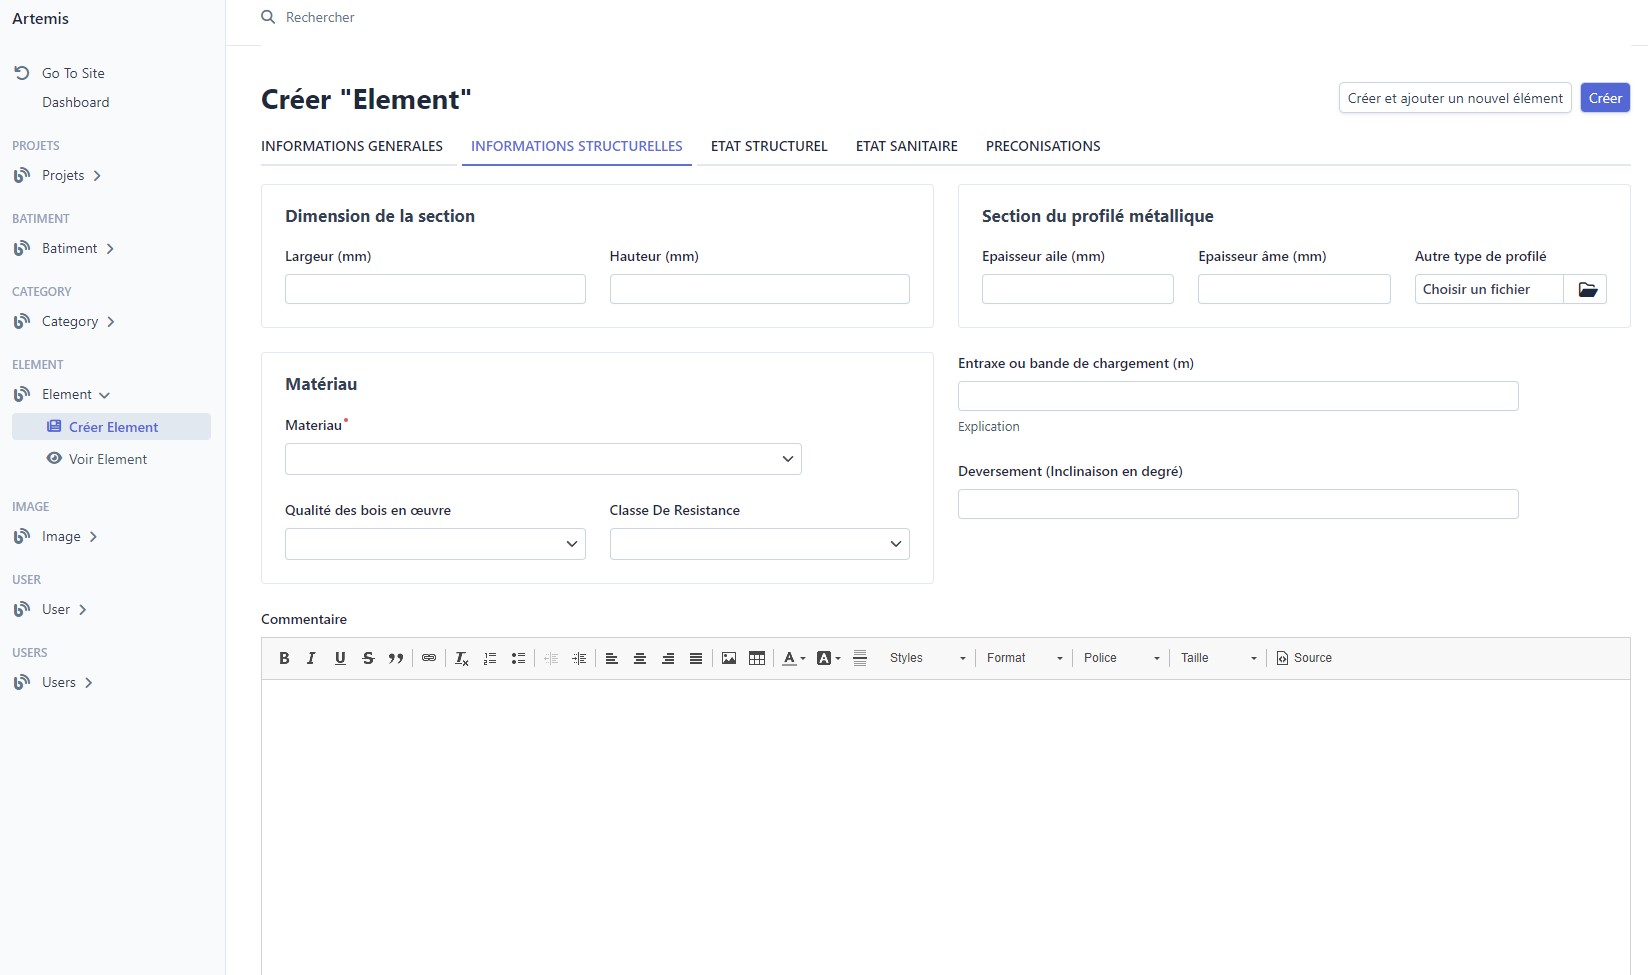 Artemis
Rechercher
Go To Site
Dashboard
PROJETS
Projets
BATIMENT
Batiment
CATEGORY
Category
ELEMENT
Element
Créer Element
Voir Element
IMAGE
Image
USER
User
USERS
Users
Créer "Element"
Créer et ajouter un nouvel élément Créer
INFORMATIONS GENERALES INFORMATIONS STRUCTURELLES ETAT STRUCTUREL ETAT SANITAIRE PRECONISATIONS
Dimension de la section
Largeur (mm) Hauteur (mm)
Section du profilé métallique
Epaisseur aile (mm) Epaisseur âme (mm) Autre type de profilé
Choisir un fichier
Matériau
Materiau
Qualité des bois en œuvre Classe De Resistance
Entraxe ou bande de chargement (m)
Explication
Deversement (Inclinaison en degré)
Commentaire
Styles Format Police Taille Source